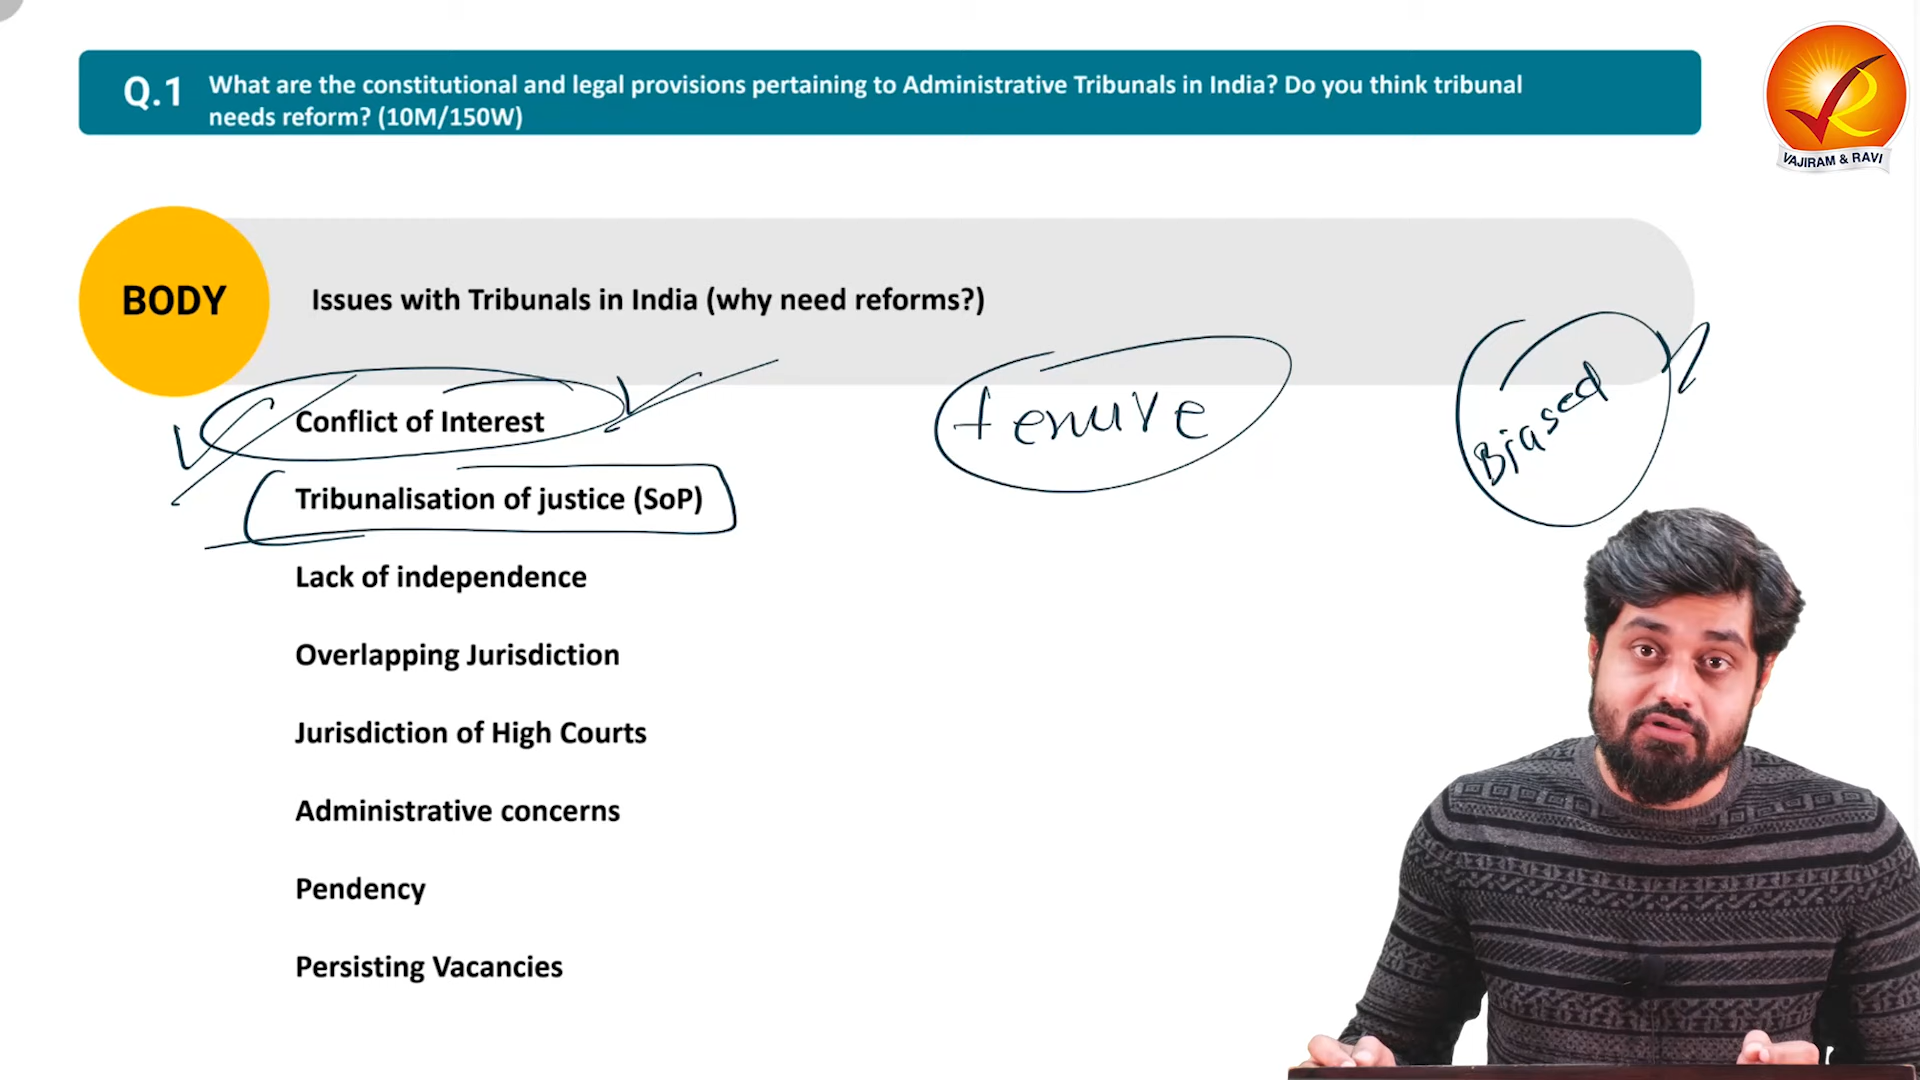 Q.1 What are the constitutional and legal provisions pertaining to Administrative Tribunals in India? Do you think tribunal
needs reform? (10M/150W)
VAJIRAM & RAVI
BODY
Issues with Tribunals in India (why need reforms?)
Conflict of Interest
tenure
Biased
Tribunalisation of justice (SoP)
Lack of independence
Overlapping Jurisdiction
Jurisdiction of High Courts
Administrative concerns
Pendency
Persisting Vacancies